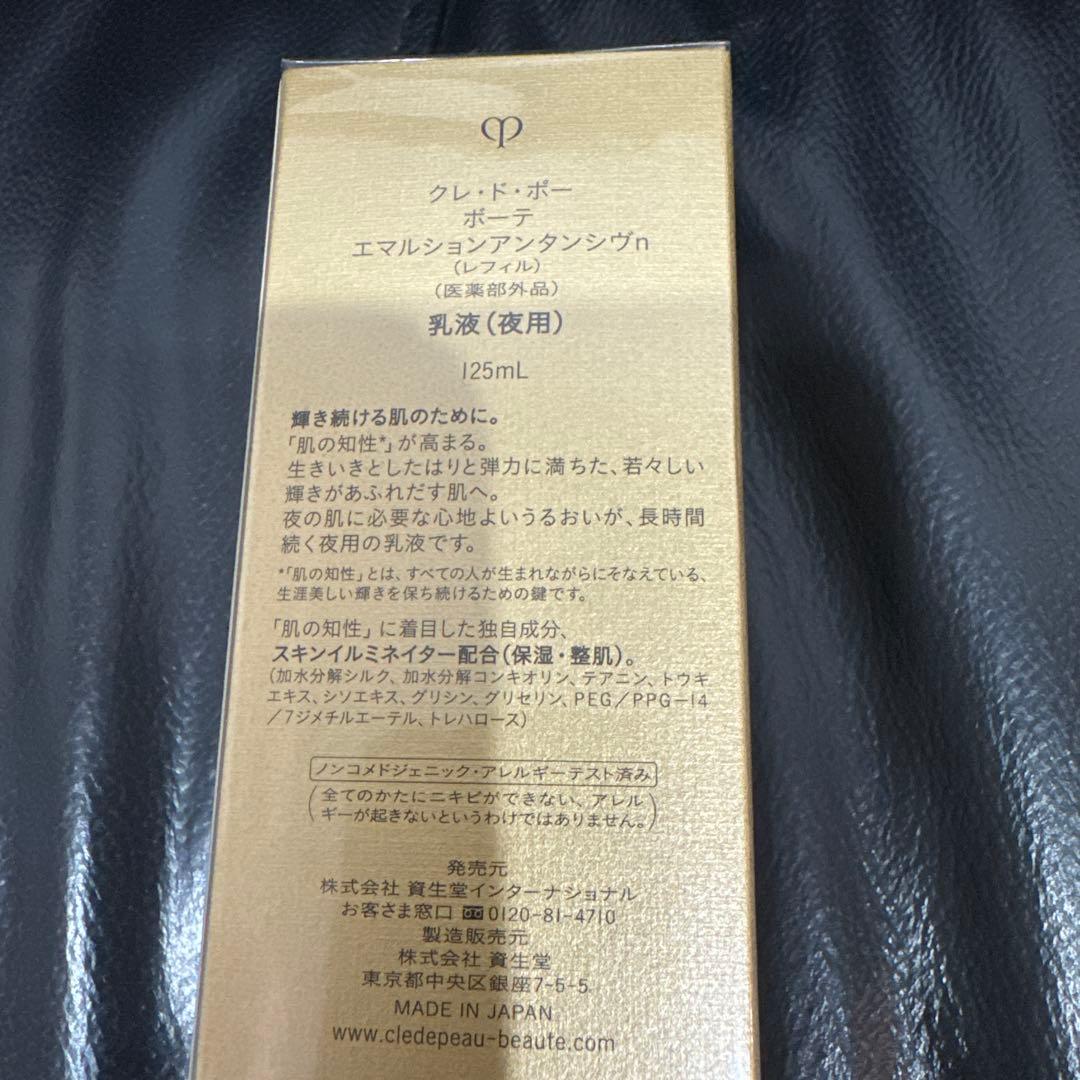 クレ・ド・ポー
ボーテ
エマルションアンタンシヴn
（レフィル）
（医薬部外品）
乳液（夜用）
125mL
輝き続ける肌のために。
「肌の知性*」が高まる。
生きいきとしたはりと弾力に満ちた、若々しい
輝きがあふれだす肌へ。
夜の肌に必要な心地よいうるおいが、長時間
続く夜用の乳液です。
*「肌の知性」とは、すべての人が生まれながらにそなえている、
生涯美しい輝きを保ち続けるための鍵です。
「肌の知性」に着目した独自成分、
スキンイルミネイター配合（保湿・整肌）。
（加水分解シルク、加水分解コンキオリン、テアニン、トウキ
エキス、シソエキス、グリシン、グリセリン、PEG／PPG－14
／7ジメチルエーテル、トレハロース）
ノンコメドジェニック・アレルギーテスト済み
（全てのかたにニキビができない、アレル
ギーが起きないというわけではありません。）
発売元
株式会社 資生堂インターナショナル
お客さま窓口 0120-81-4710
製造販売元
株式会社 資生堂
東京都中央区銀座7-5-5
MADE IN JAPAN
www.cledepeau-beaute.com